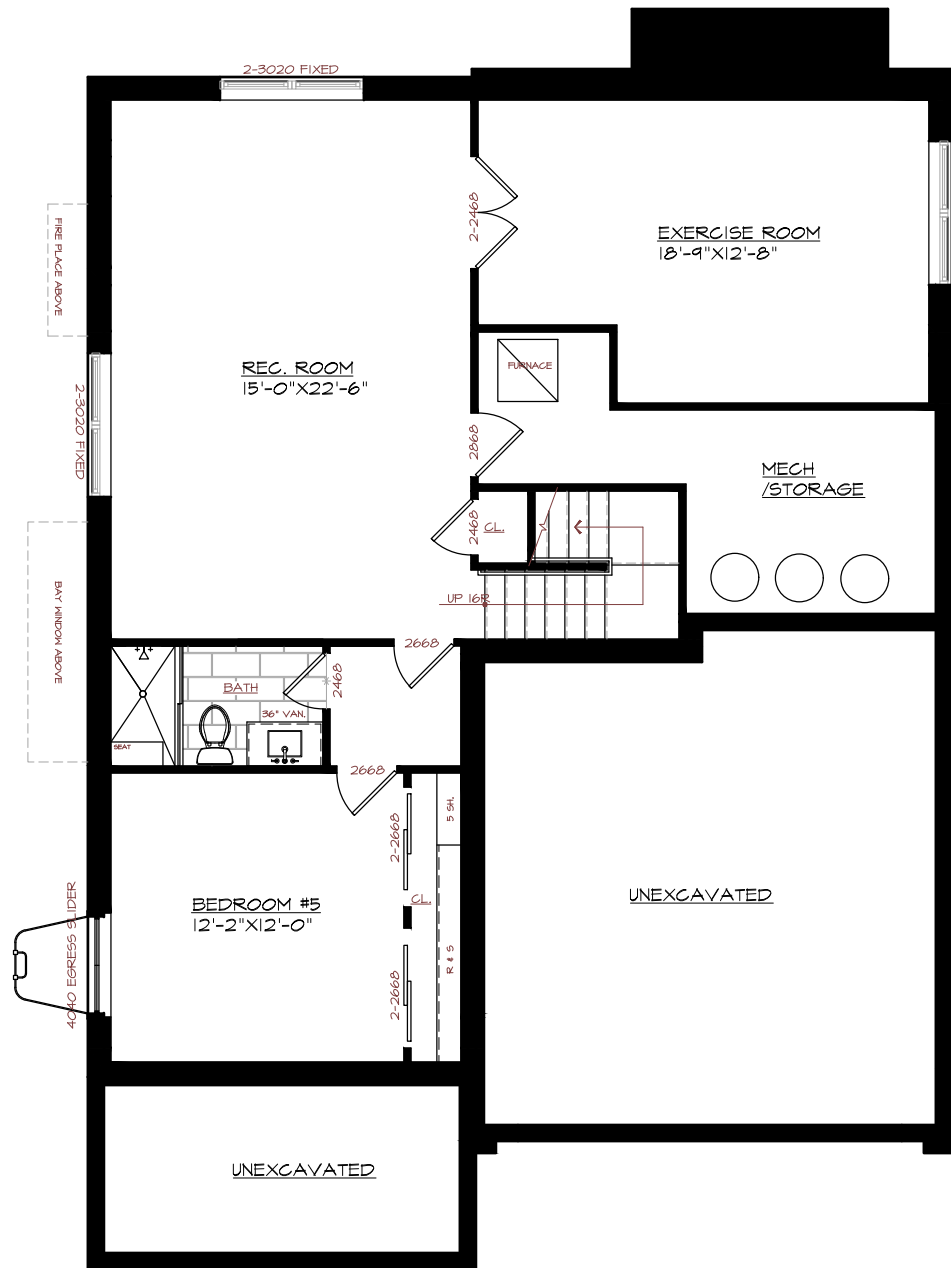 2-3020 FIXED
FIRE PLACE ABOVE
2-2468
EXERCISE ROOM
18'-9"X12'-8"
REC. ROOM
15'-0"X22'-6"
FURNACE
2-3020 FIXED
2868
MECH
/STORAGE
2468
CL.
UP 16R
BAY WINDOW ABOVE
2668
BATH
2468
36" VAN.
SEAT
2668
2-2668
5 SH.
CL.
BEDROOM #5
12'-2"X12'-0"
UNEXCAVATED
4040 EGRESS SLIDER
2-2668
R & S
UNEXCAVATED